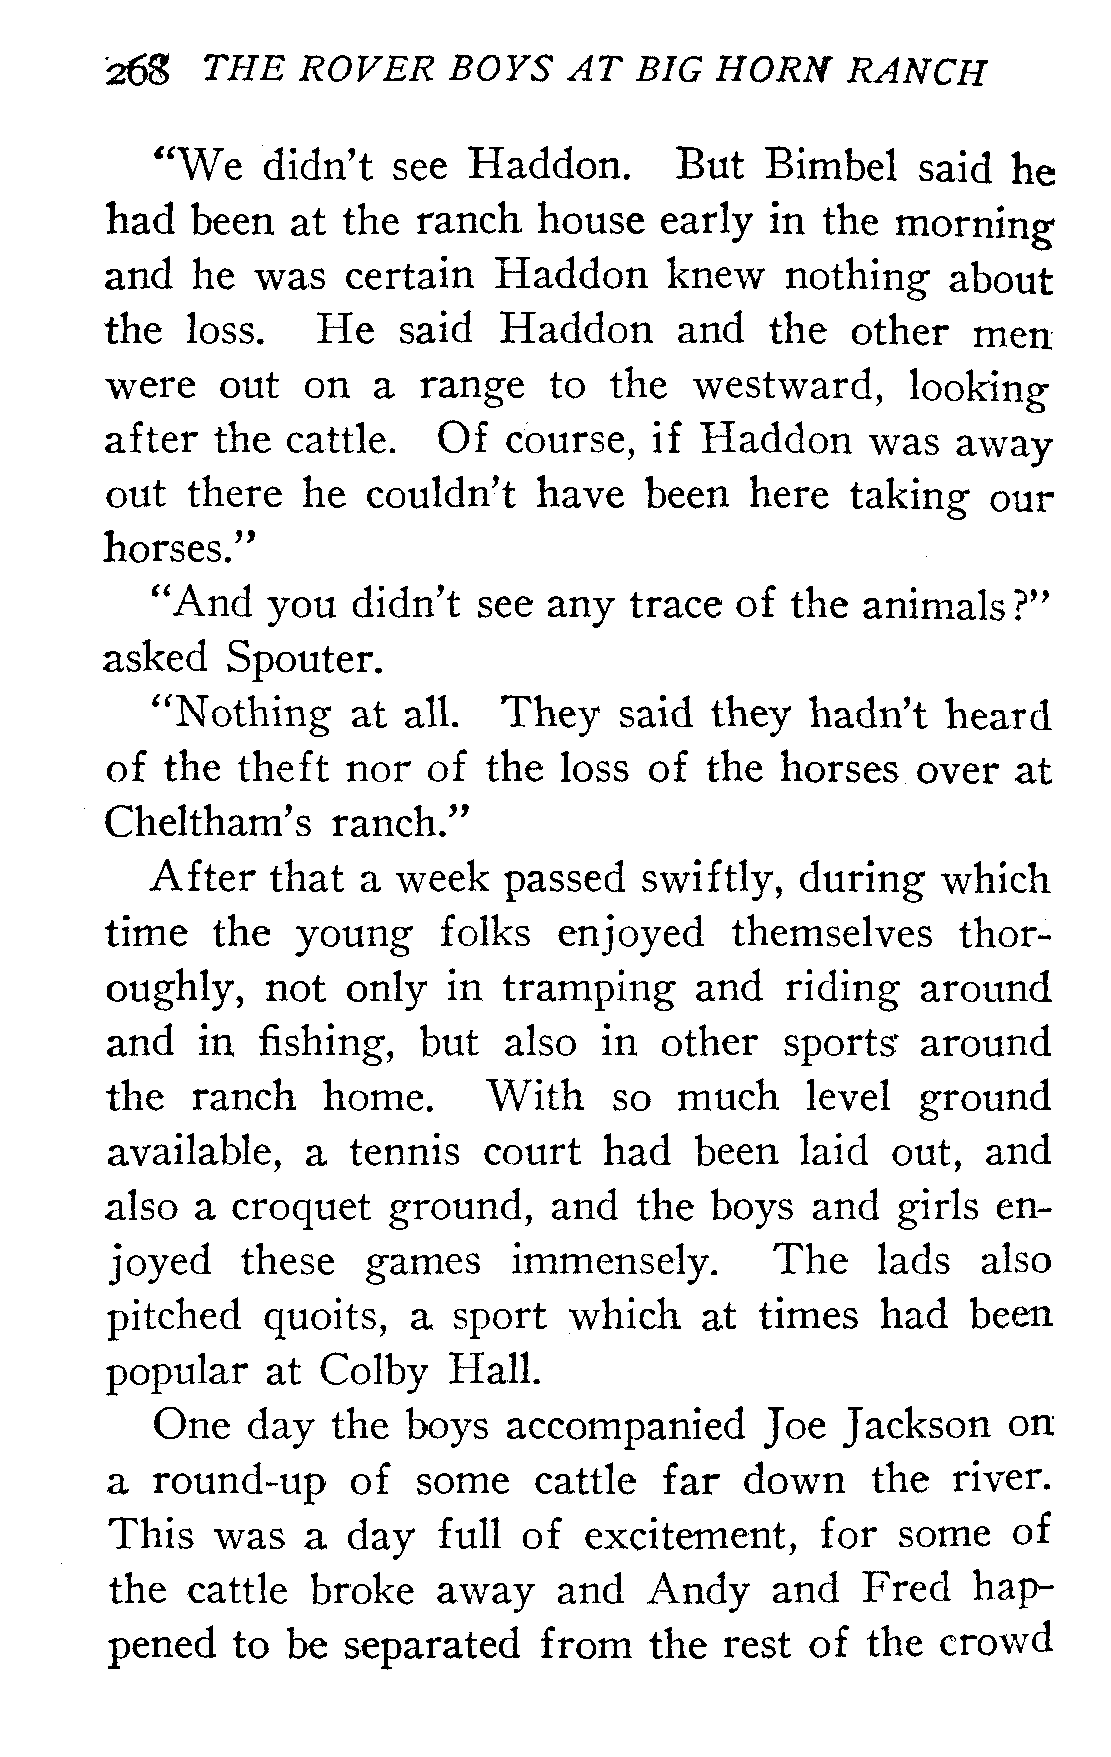 268 THE ROVER BOYS AT BIG HORN RANCH
"We didn't see Haddon. But Bimbel said he
had been at the ranch house early in the morning
and he was certain Haddon knew nothing about
the loss. He said Haddon and the other men
were out on a range to the westward, looking
after the cattle. Of course, if Haddon was away
out there he couldn't have been here taking our
horses."
"And you didn't see any trace of the animals?"
asked Spouter.
"Nothing at all. They said they hadn't heard
of the theft nor of the loss of the horses over at
Cheltham's ranch."
After that a week passed swiftly, during which
time the young folks enjoyed themselves thor-
oughly, not only in tramping and riding around
and in fishing, but also in other sports around
the ranch home. With so much level ground
available, a tennis court had been laid out, and
also a croquet ground, and the boys and girls en-
joyed these games immensely. The lads also
pitched quoits, a sport which at times had been
popular at Colby Hall.
One day the boys accompanied Joe Jackson on
a round-up of some cattle far down the river.
This was a day full of excitement, for some of
the cattle broke away and Andy and Fred hap-
pened to be separated from the rest of the crowd